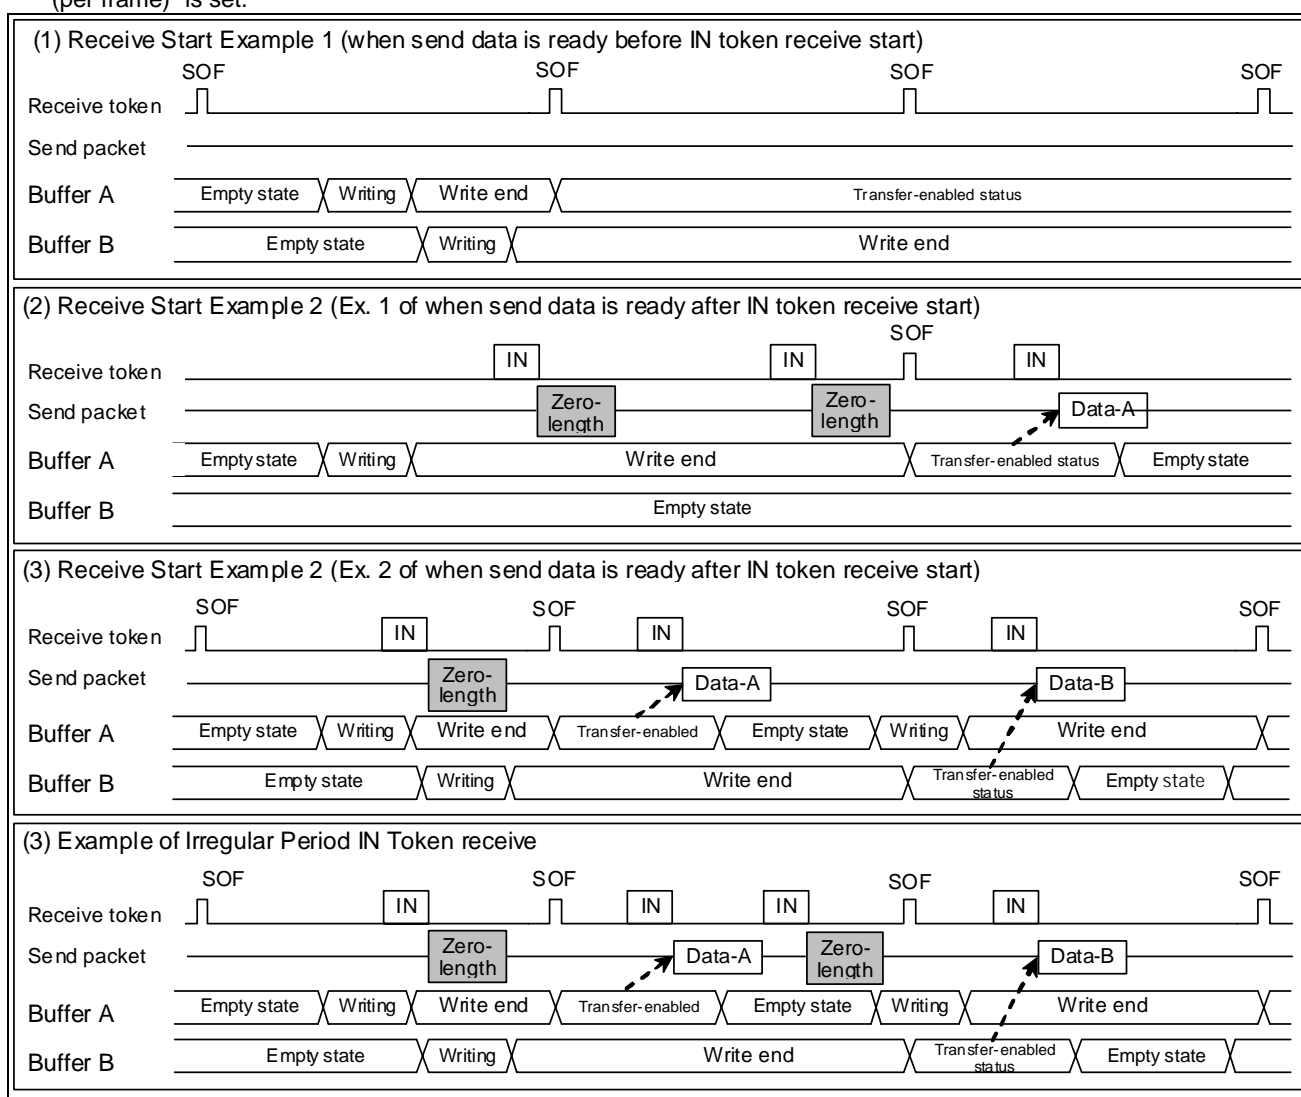 (per frame)" is set.
(1) Receive Start Example 1 (when send data is ready before IN token receive start)
SOF SOF SOF SOF
Receive token
Send packet
Buffer A Empty state Writing Write end Transfer-enabled status
Buffer B Empty state Writing Write end
(2) Receive Start Example 2 (Ex. 1 of when send data is ready after IN token receive start)
SOF
Receive token IN IN IN
Send packet Zero-length Zero-length Data-A
Buffer A Empty state Writing Write end Transfer-enabled status Empty state
Buffer B Empty state
(3) Receive Start Example 2 (Ex. 2 of when send data is ready after IN token receive start)
SOF SOF SOF SOF
Receive token IN IN IN
Send packet Zero-length Data-A Data-B
Buffer A Empty state Writing Write end Transfer-enabled Empty state Writing Write end
Buffer B Empty state Writing Write end Transfer-enabled status Empty state
(3) Example of Irregular Period IN Token receive
SOF SOF SOF SOF
Receive token IN IN IN IN
Send packet Zero-length Data-A Zero-length Data-B
Buffer A Empty state Writing Write end Transfer-enabled Empty state Writing Write end
Buffer B Empty state Writing Write end Transfer-enabled status Empty state